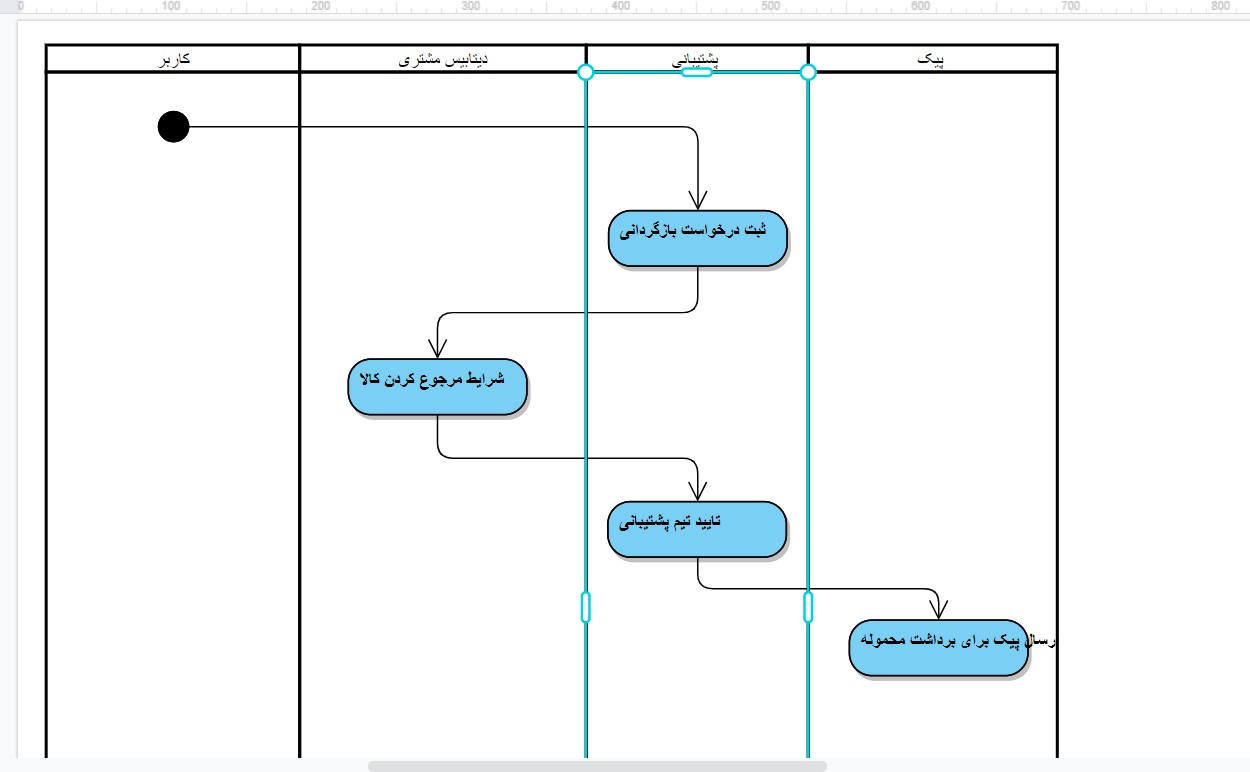 0 100 200 300 400 500 600 700 800
کاربر
دیتابیس مشتری
پشتیبانی
پیک
ثبت درخواست بازگردانی
شرایط مرجوع کردن کالا
تایید تیم پشتیبانی
رسال پیک برای برداشت محموله